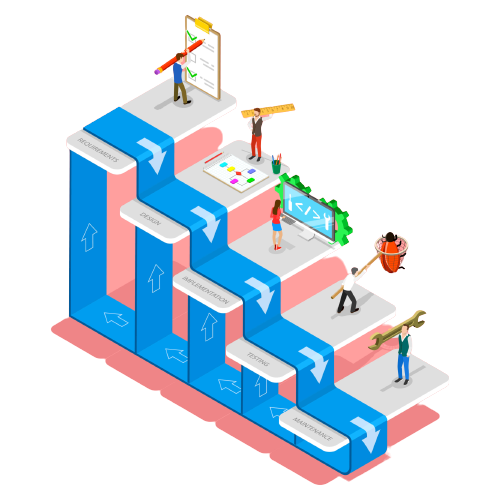 REQUIREMENTS
DESIGN
</>
IMPLEMENTATION
TESTING
MAINTENANCE